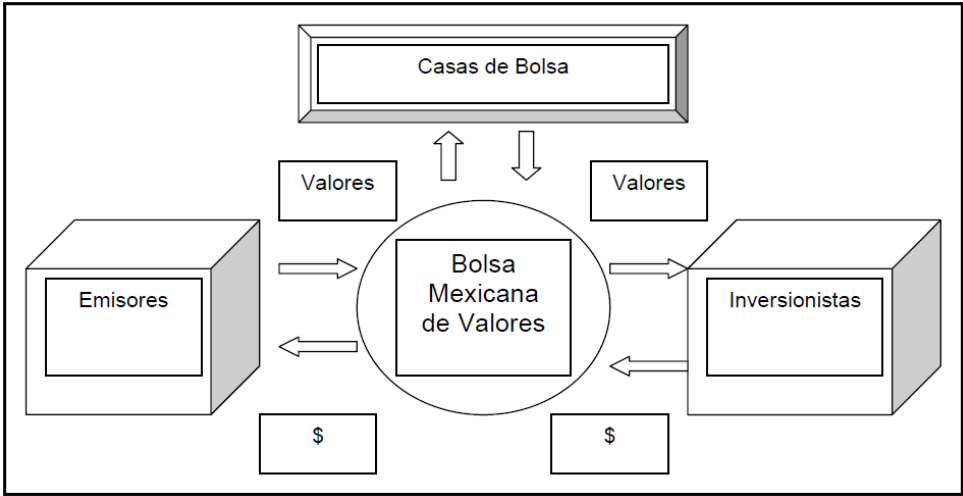 Casas de Bolsa
Valores
Valores
Emisores
Bolsa
Mexicana
de Valores
Inversionistas
$
$